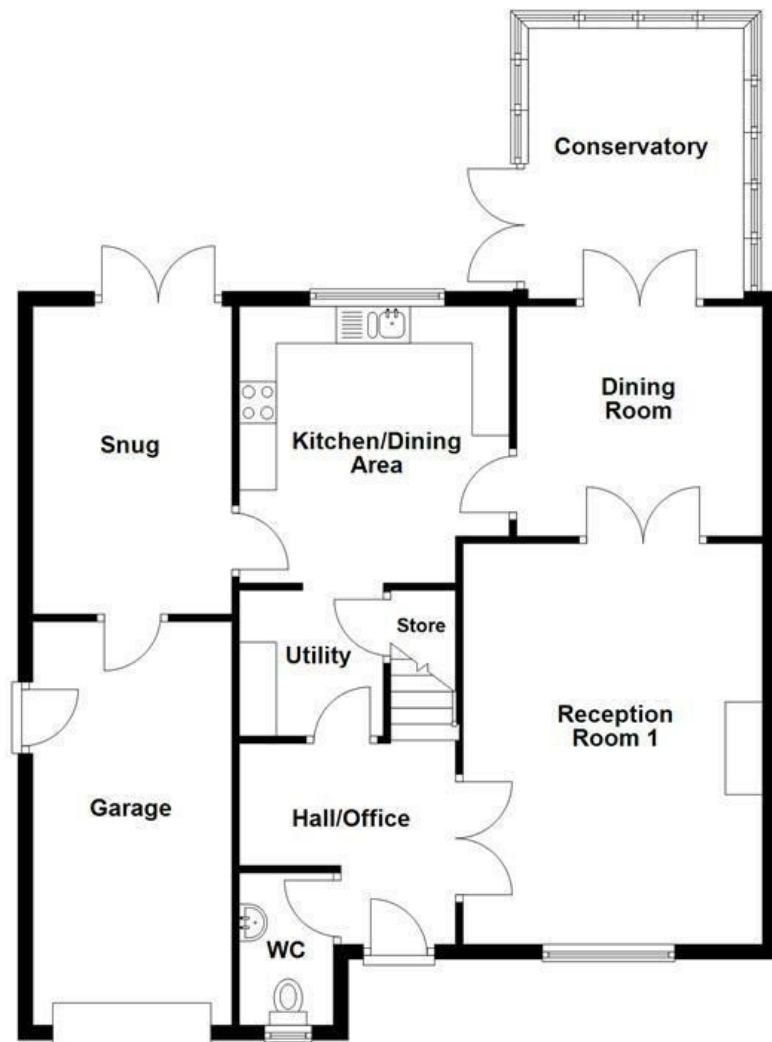 Conservatory
Dining
Room
Snug
Kitchen/Dining
Area
Store
Utility
Reception
Room 1
Garage
Hall/Office
WC